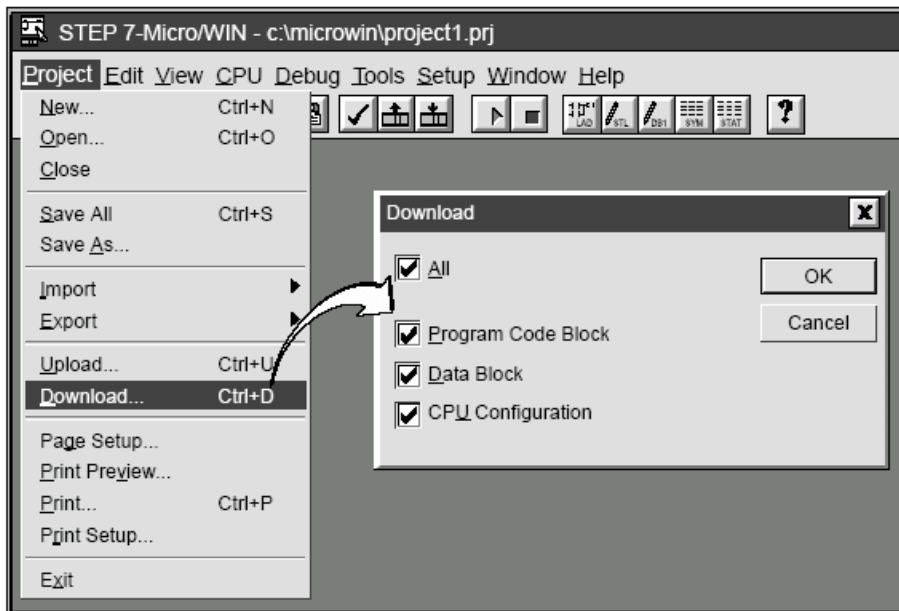 STEP 7-Micro/WIN - c:\microwin\project1.prj
Project Edit View CPU Debug Tools Setup Window Help
LAD STL DB1 SYM STAT ?
New... Ctrl+N
Open... Ctrl+O
Close
Save All Ctrl+S
Save As...
Import
Export
Upload... Ctrl+U
Download... Ctrl+D
Page Setup...
Print Preview...
Print... Ctrl+P
Print Setup...
Exit
Download
All
Program Code Block
Data Block
CPU Configuration
OK
Cancel